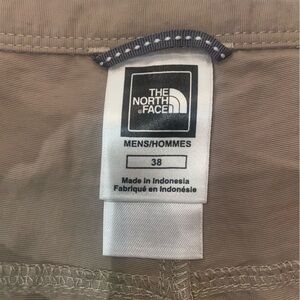 THE
NORTH
FACE
MENS/HOMMES
38
Made in Indonesia
Fabriqué en Indonésie